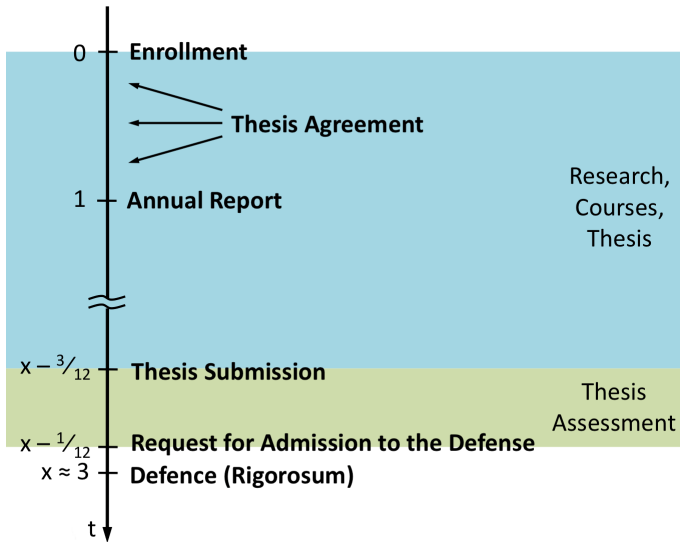 0 Enrollment
Thesis Agreement
1 Annual Report
Research,
Courses,
Thesis
x – 3/12 Thesis Submission
Thesis
Assessment
x – 1/12 Request for Admission to the Defense
x ≈ 3 Defence (Rigorosum)
t